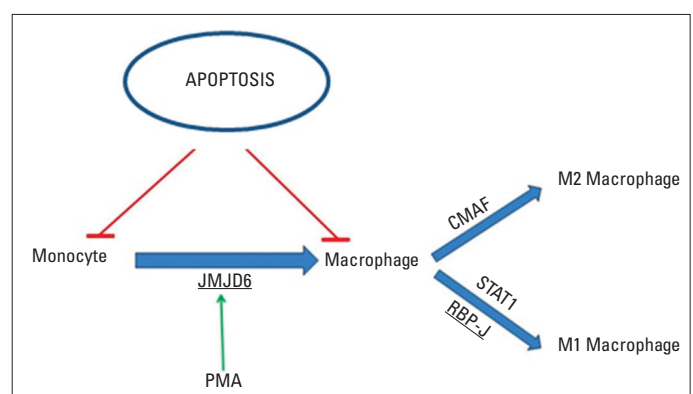 APOPTOSIS
M2 Macrophage
CMAF
Monocyte
Macrophage
JMJD6
STAT1
RBP-J
M1 Macrophage
PMA